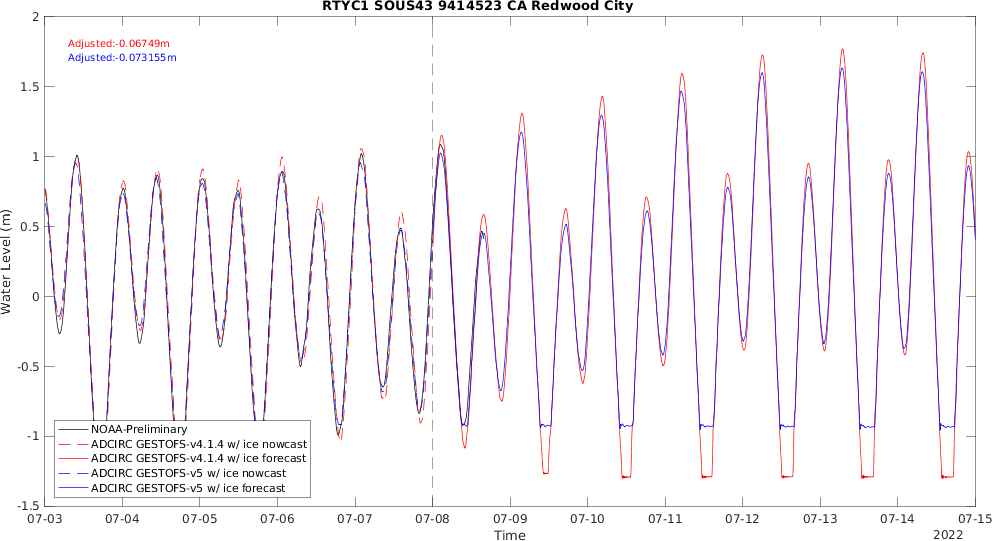 RTYC1 SOUS43 9414523 CA Redwood City
Adjusted:-0.06749m
Adjusted:-0.073155m
Water Level (m)
2
1.5
1
0.5
0
-0.5
-1
-1.5
NOAA-Preliminary
ADCIRC GESTOFS-v4.1.4 w/ ice nowcast
ADCIRC GESTOFS-v4.1.4 w/ ice forecast
ADCIRC GESTOFS-v5 w/ ice nowcast
ADCIRC GESTOFS-v5 w/ ice forecast
07-03 07-04 07-05 07-06 07-07 07-08 07-09 07-10 07-11 07-12 07-13 07-14 07-15
Time
2022